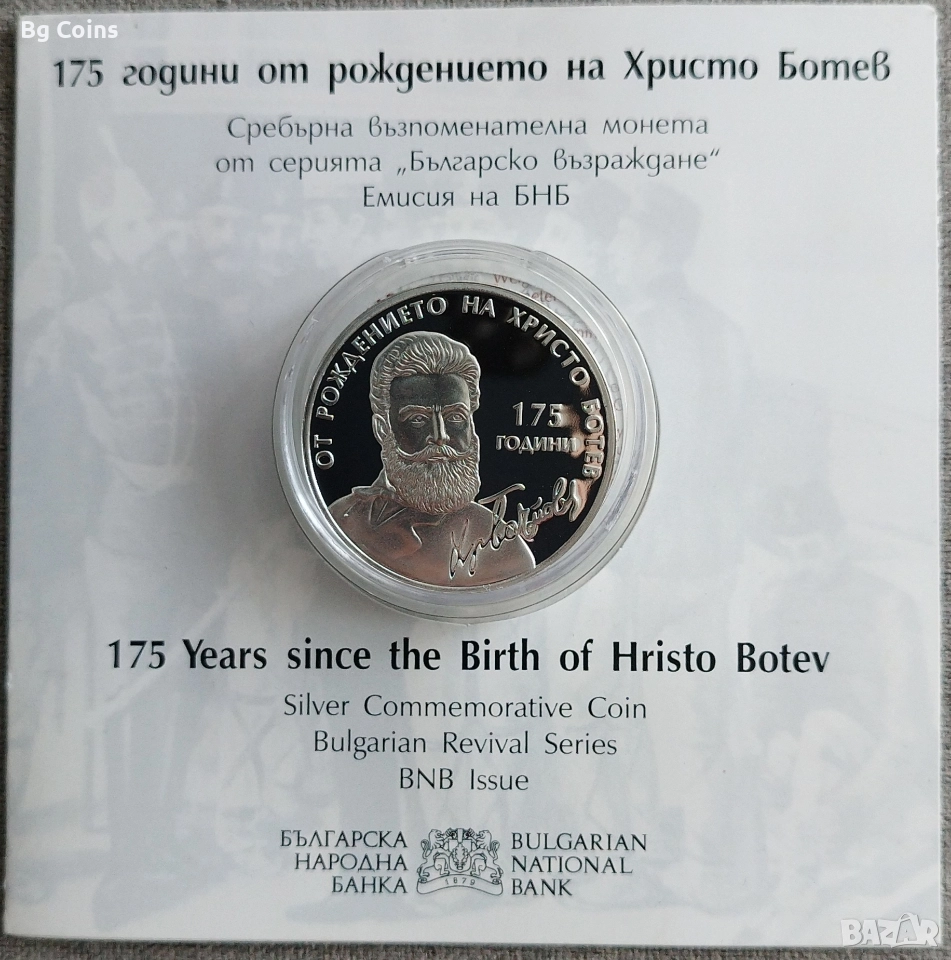 Bg Coins
175 години от рождението на Христо Ботев
Сребърна възпоменателна монета
от серията „Българско възраждане“
Емисия на БНБ
ОТ РОЖДЕНИЕТО НА ХРИСТО БОТЕВ
175
ГОДИНИ
175 Years since the Birth of Hristo Botev
Silver Commemorative Coin
Bulgarian Revival Series
BNB Issue
БЪЛГАРСКА
НАРОДНА
БАНКА
1879
BULGARIAN
NATIONAL
BANK
BAZAR